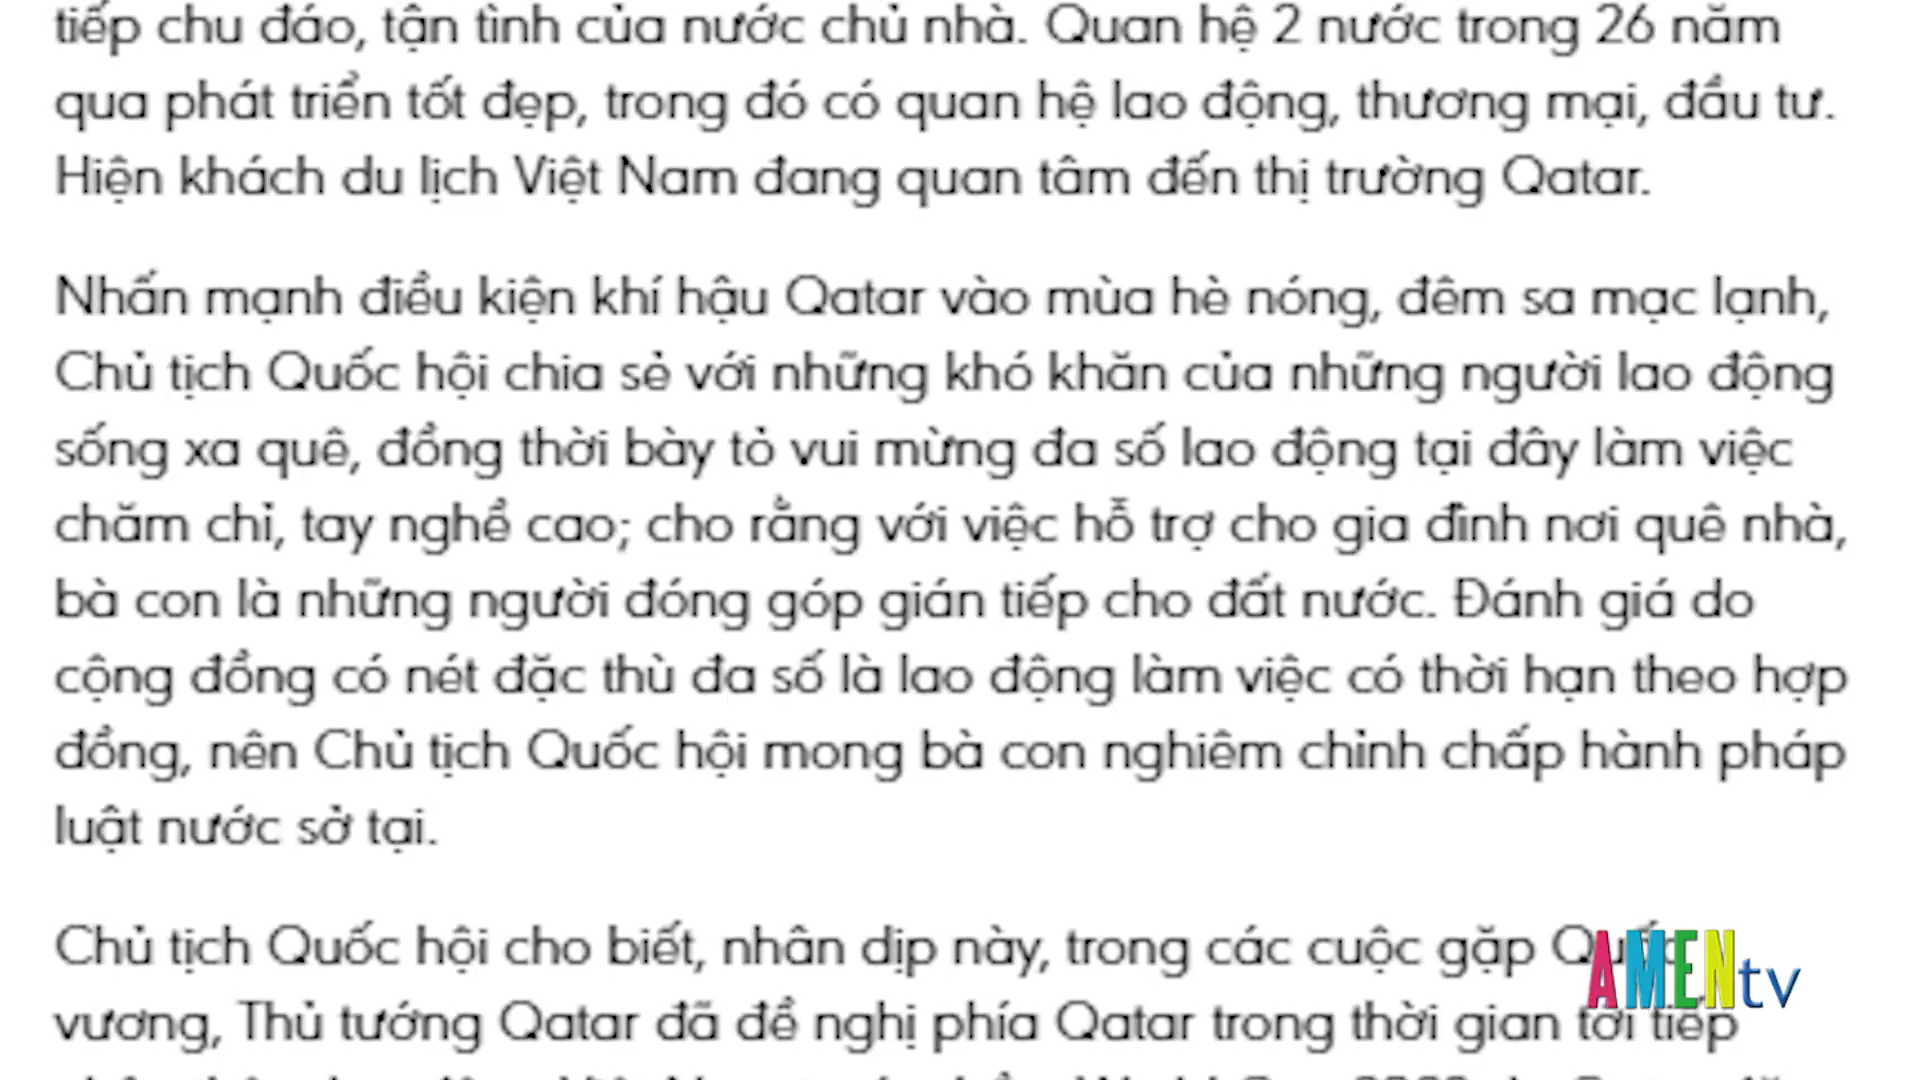 tiếp chu đáo, tận tình của nước chủ nhà. Quan hệ 2 nước trong 26 năm
qua phát triển tốt đẹp, trong đó có quan hệ lao động, thương mại, đầu tư.
Hiện khách du lịch Việt Nam đang quan tâm đến thị trường Qatar.
Nhấn mạnh điều kiện khí hậu Qatar vào mùa hè nóng, đêm sa mạc lạnh,
Chủ tịch Quốc hội chia sẻ với những khó khăn của những người lao động
sống xa quê, đồng thời bày tỏ vui mừng đa số lao động tại đây làm việc
chăm chỉ, tay nghề cao; cho rằng với việc hỗ trợ cho gia đình nơi quê nhà,
bà con là những người đóng góp gián tiếp cho đất nước. Đánh giá do
cộng đồng có nét đặc thù đa số là lao động làm việc có thời hạn theo hợp
đồng, nên Chủ tịch Quốc hội mong bà con nghiêm chỉnh chấp hành pháp
luật nước sở tại.
Chủ tịch Quốc hội cho biết, nhân dịp này, trong các cuộc gặp Quốc
vương, Thủ tướng Qatar đã đề nghị phía Qatar trong thời gian tới tiếp
AMENtv